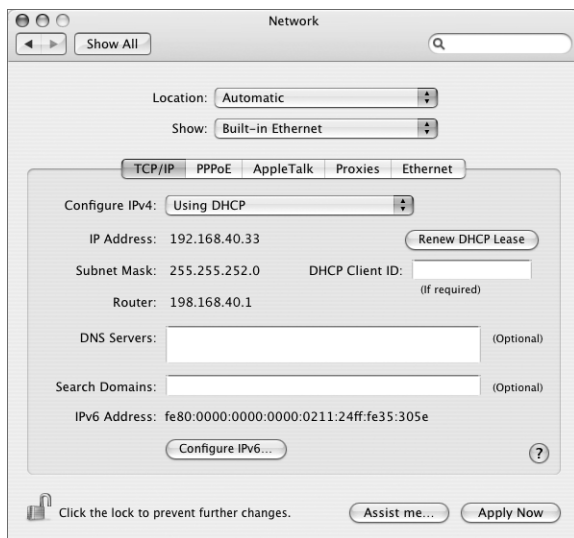 Network
Show All
Location: Automatic
Show: Built-in Ethernet
TCP/IP PPPoE AppleTalk Proxies Ethernet
Configure IPv4: Using DHCP
IP Address: 192.168.40.33 Renew DHCP Lease
Subnet Mask: 255.255.252.0 DHCP Client ID:
(If required)
Router: 198.168.40.1
DNS Servers: (Optional)
Search Domains: (Optional)
IPv6 Address: fe80:0000:0000:0000:0211:24ff:fe35:305e
Configure IPv6...
?
Click the lock to prevent further changes. Assist me... Apply Now